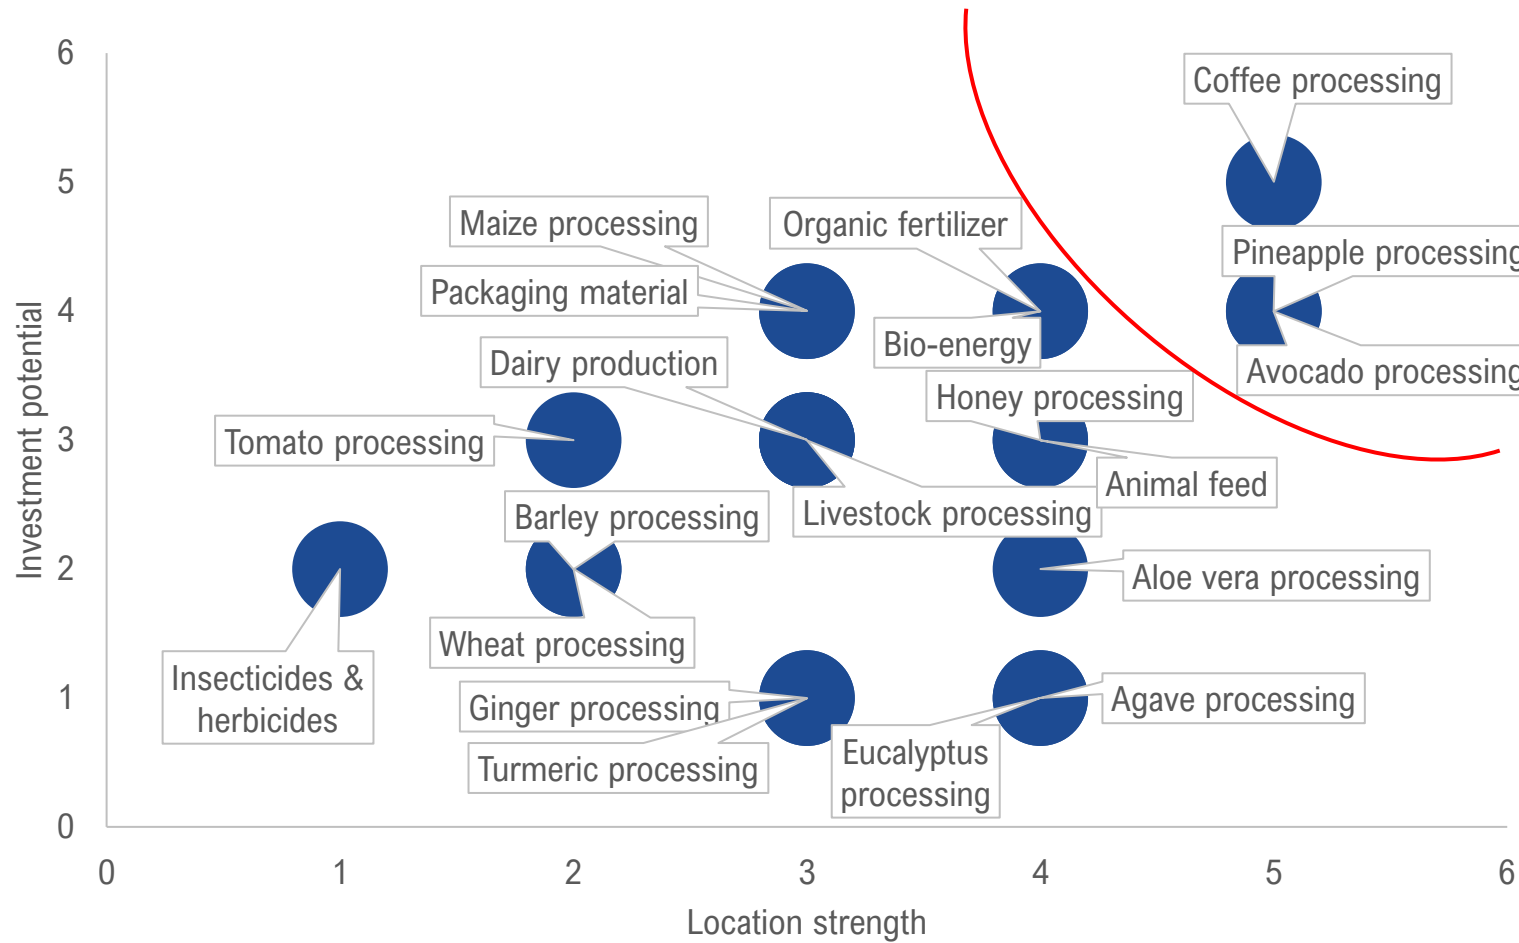 6
Coffee processing
5
Maize processing
Organic fertilizer
Pineapple processing
Packaging material
4
Bio-energy
Dairy production
Avocado processing
Honey processing
Investment potential
Tomato processing
3
Animal feed
Barley processing
Livestock processing
2
Aloe vera processing
Wheat processing
Insecticides &
herbicides
1
Ginger processing
Agave processing
Turmeric processing
Eucalyptus
processing
0
0 1 2 3 4 5 6
Location strength